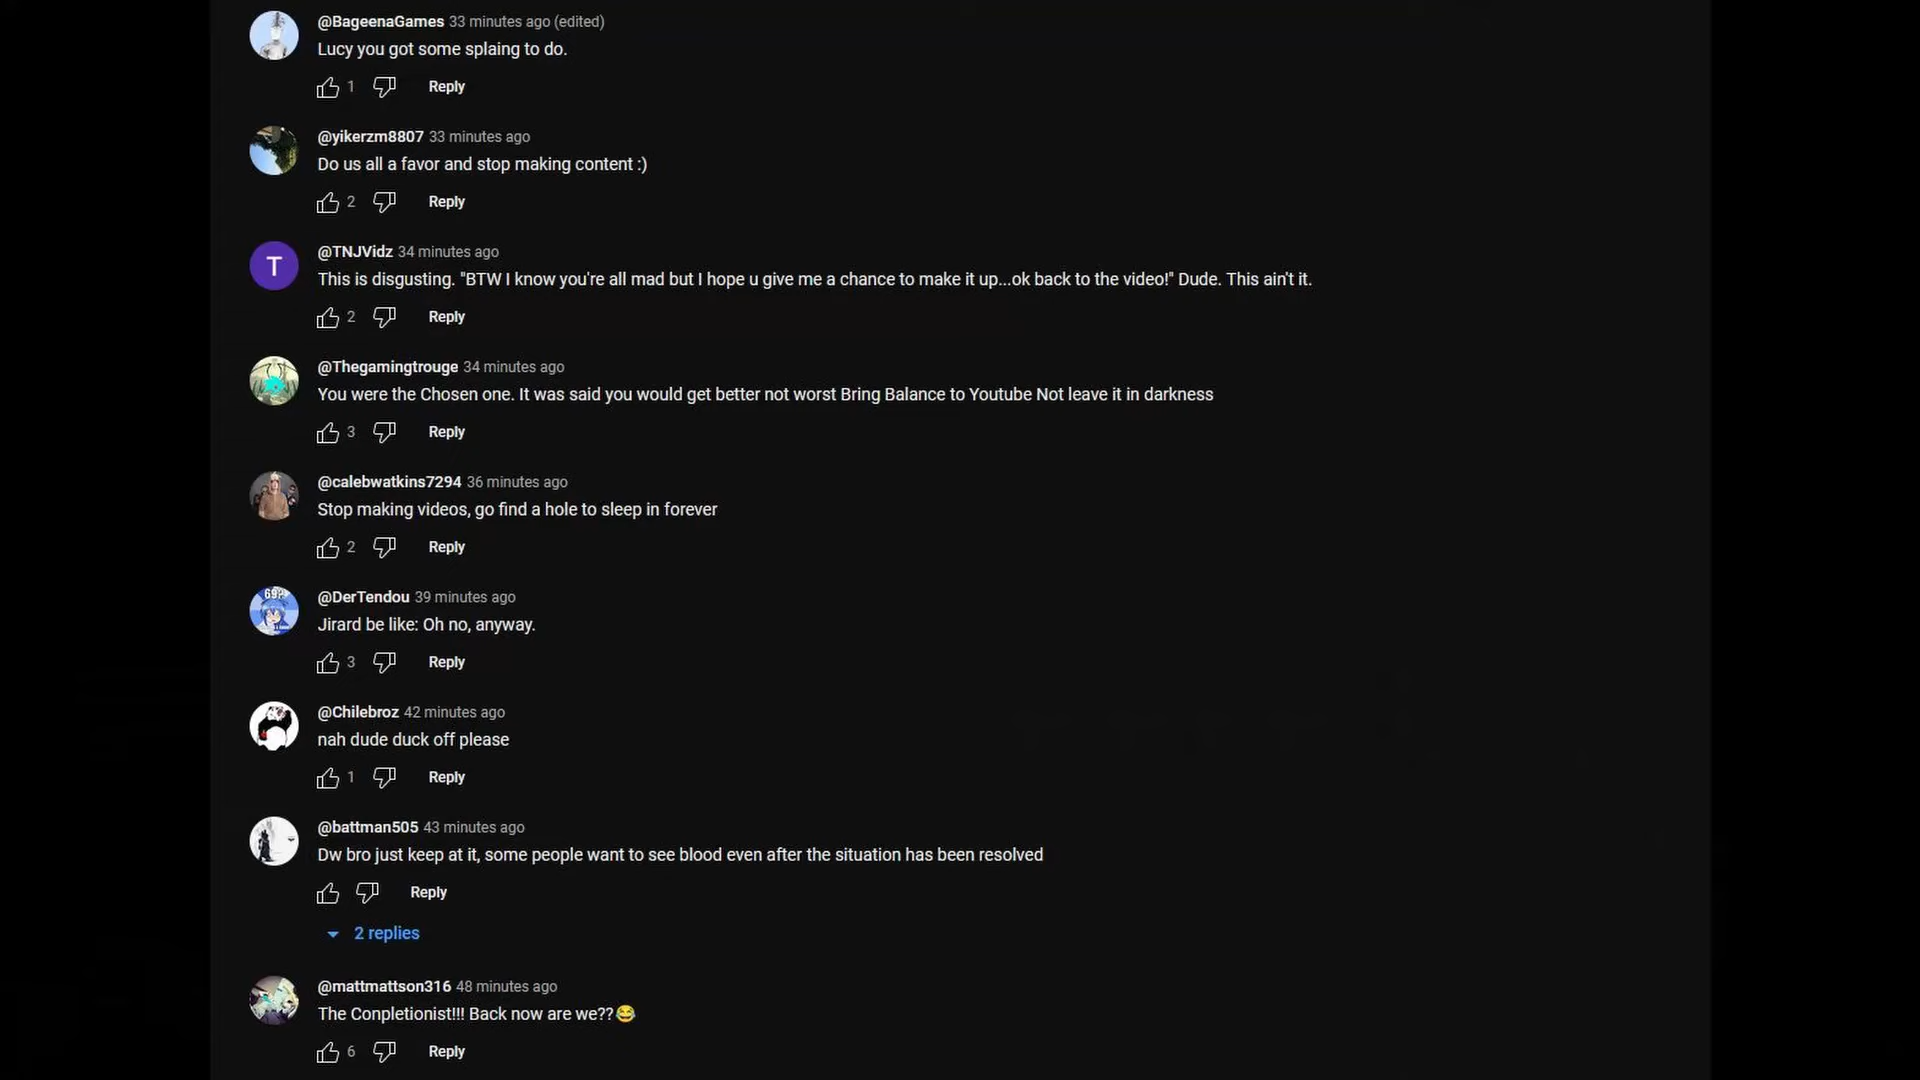 @BageenaGames 33 minutes ago (edited)
Lucy you got some splaing to do.
1 Reply
@yikerzm8807 33 minutes ago
Do us all a favor and stop making content :)
2 Reply
T
@TNJVidz 34 minutes ago
This is disgusting. "BTW I know you're all mad but I hope u give me a chance to make it up...ok back to the video!" Dude. This ain't it.
2 Reply
@Thegamingtrouge 34 minutes ago
You were the Chosen one. It was said you would get better not worst Bring Balance to Youtube Not leave it in darkness
3 Reply
@calebwatkins7294 36 minutes ago
Stop making videos, go find a hole to sleep in forever
2 Reply
69?
@DerTendou 39 minutes ago
Jirard be like: Oh no, anyway.
3 Reply
@Chilebroz 42 minutes ago
nah dude duck off please
1 Reply
@battman505 43 minutes ago
Dw bro just keep at it, some people want to see blood even after the situation has been resolved
Reply
2 replies
@mattmattson316 48 minutes ago
The Conpletionist!!! Back now are we??😂
6 Reply